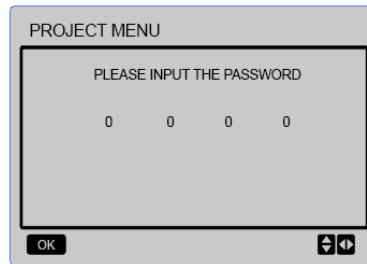 PROJECT MENU
PLEASE INPUT THE PASSWORD
0 0 0 0
OK